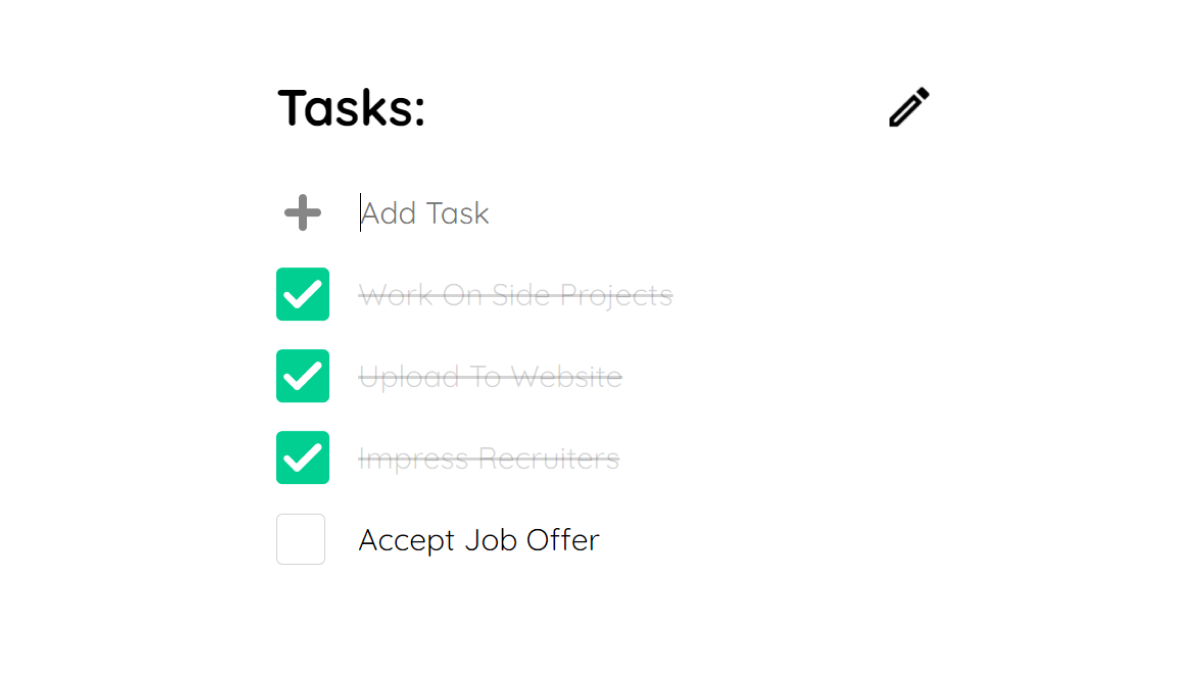 Tasks:
Add Task
Work On Side Projects
Upload To Website
Impress Recruiters
Accept Job Offer